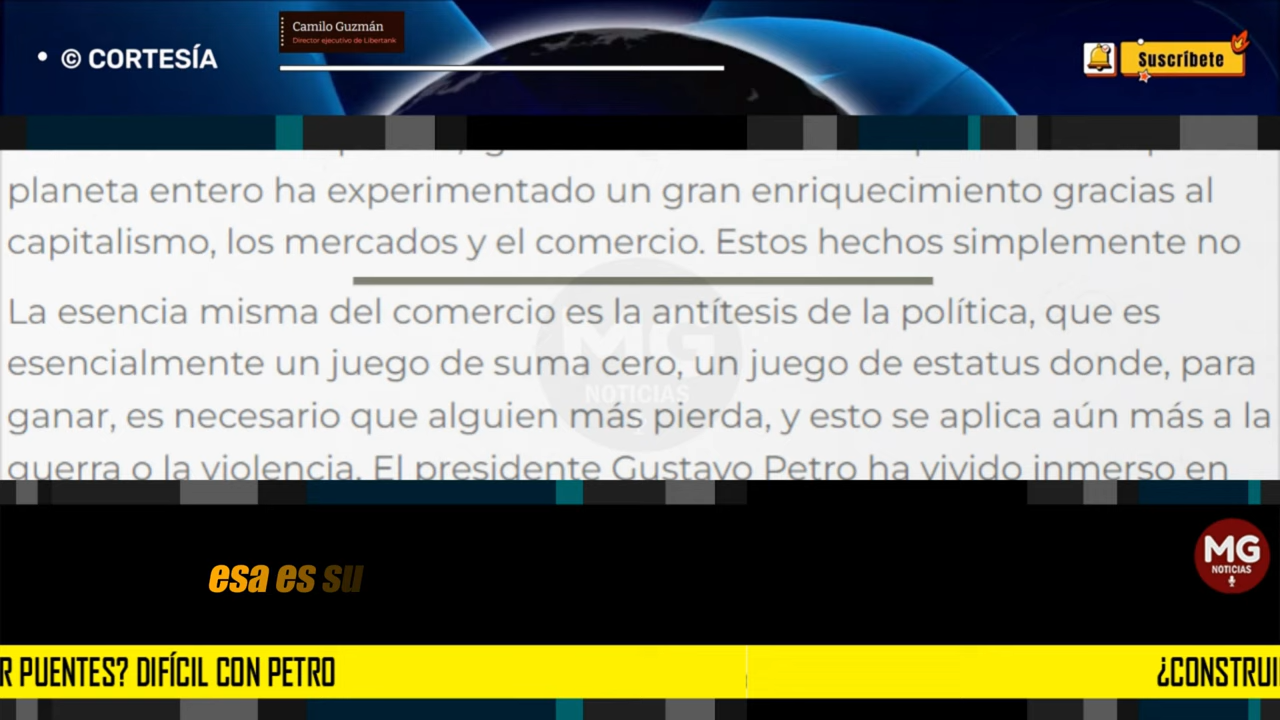 Camilo Guzmán
Director ejecutivo de Libertank
• © CORTESÍA
Suscríbete
planeta entero ha experimentado un gran enriquecimiento gracias al
capitalismo, los mercados y el comercio. Estos hechos simplemente no
La esencia misma del comercio es la antítesis de la política, que es
esencialmente un juego de suma cero, un juego de estatus donde, para
ganar, es necesario que alguien más pierda, y esto se aplica aún más a la
guerra o la violencia. El presidente Gustavo Petro ha vivido inmerso en
MG
NOTICIAS
esa es su
MG
NOTICIAS
R PUENTES? DIFÍCIL CON PETRO
¿CONSTRUI